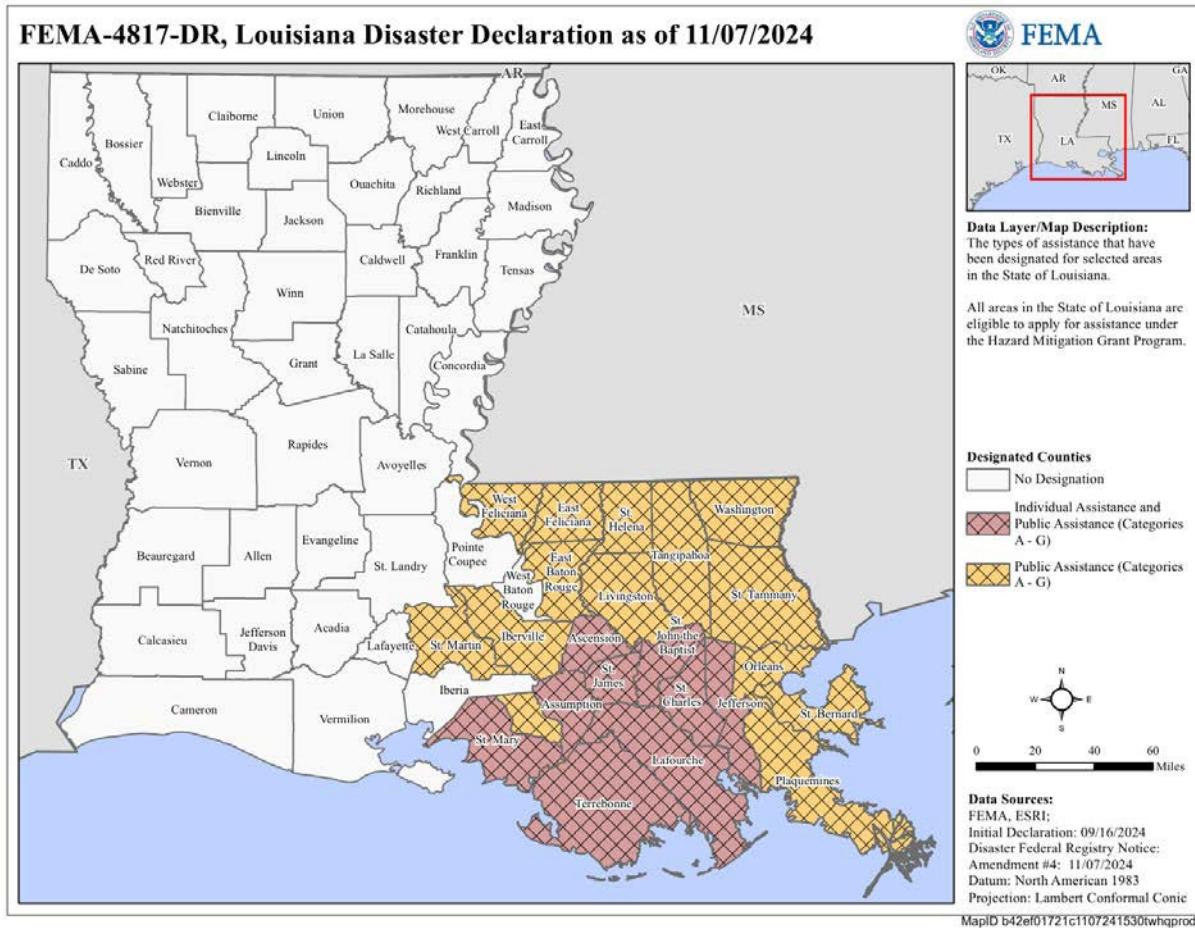 FEMA-4817-DR, Louisiana Disaster Declaration as of 11/07/2024
FEMA
OK
AR
MS
GA
AL
TX
LA
FL
AR
Caddo
Bossier
Webster
Claiborne
Union
Morehouse
West Carroll
East
Carroll
Lincoln
Ouachita
Richland
Madison
Bienville
Jackson
De Soto
Red River
Winn
Caldwell
Franklin
Tensas
MS
Natchitoches
Sabine
Grant
La Salle
Catahoula
Concordia
TX
Vernon
Rapides
Avoyelles
West
Feliciana
East
Feliciana
St.
Helena
Washington
Tangipahoa
Beauregard
Allen
Evangeline
St. Landry
Pointe
Coupee
West
Baton
Rouge
East
Baton
Rouge
Livingston
St. Tammany
Calcasieu
Jefferson
Davis
Acadia
Lafayette
St. Martin
Iberville
Ascension
St.
John the
Baptist
Orleans
Cameron
Vermilion
Iberia
Assumption
St.
James
St.
Charles
Jefferson
St. Bernard
St. Mary
Lafourche
Plaquemines
Terrebonne
Data Layer/Map Description:
The types of assistance that have
been designated for selected areas
in the State of Louisiana.
All areas in the State of Louisiana are
eligible to apply for assistance under
the Hazard Mitigation Grant Program.
Designated Counties
No Designation
Individual Assistance and
Public Assistance (Categories
A - G)
Public Assistance (Categories
A - G)
N
W
E
S
0 20 40 60
Miles
Data Sources:
FEMA, ESRI;
Initial Declaration: 09/16/2024
Disaster Federal Registry Notice:
Amendment #4: 11/07/2024
Datum: North American 1983
Projection: Lambert Conformal Conic
MapID b42ef01721c1107241530twhqprod